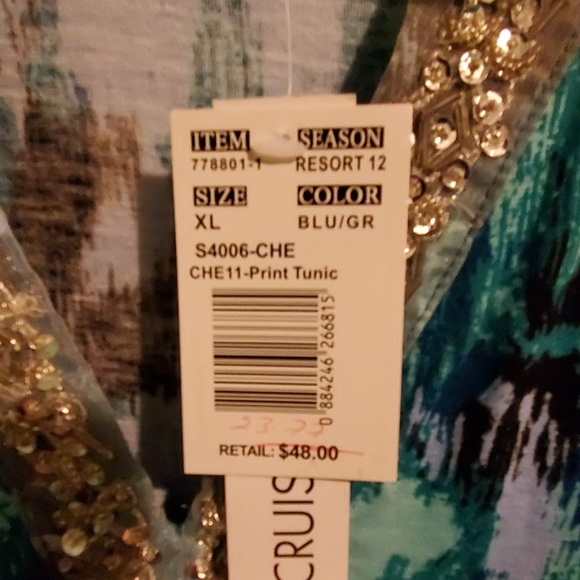 ITEM SEASON
778801-1 RESORT 12
SIZE COLOR
XL BLU/GR
S4006-CHE
CHE11-Print Tunic
0 884246 266815
RETAIL: $48.00
CRUIS